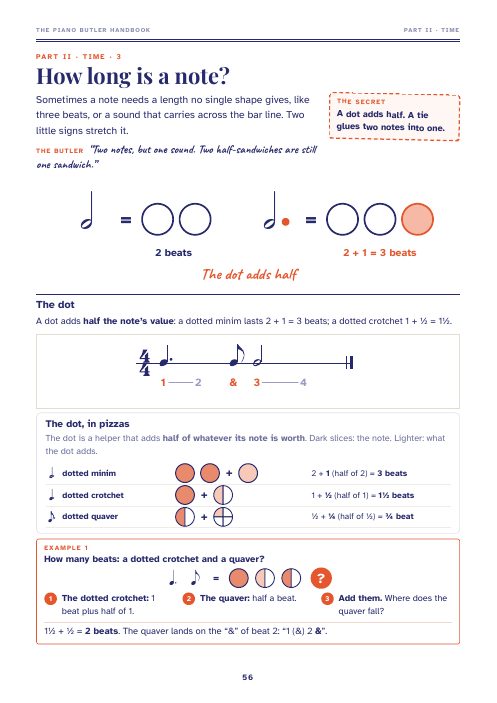 THE PIANO BUTLER HANDBOOK
PART II · TIME
PART II · TIME · 3
How long is a note?
Sometimes a note needs a length no single shape gives, like
three beats, or a sound that carries across the bar line. Two
little signs stretch it.
THE SECRET
A dot adds half. A tie
glues two notes into one.
THE BUTLER "Two notes, but one sound. Two half-sandwiches are still
one sandwich."
=
=
2 beats
2 + 1 = 3 beats
The dot adds half
The dot
A dot adds half the note's value: a dotted minim lasts 2 + 1 = 3 beats; a dotted crotchet 1 + ½ = 1½.
4
4
1 2 & 3 4
The dot, in pizzas
The dot is a helper that adds half of whatever its note is worth. Dark slices: the note. Lighter: what
the dot adds.
dotted minim + 2 + 1 (half of 2) = 3 beats
dotted crotchet + 1 + ½ (half of 1) = 1½ beats
dotted quaver + ½ + ¼ (half of ½) = ¾ beat
EXAMPLE 1
How many beats: a dotted crotchet and a quaver?
= ?
1 The dotted crotchet: 1
beat plus half of 1.
2 The quaver: half a beat.
3 Add them. Where does the
quaver fall?
1½ + ½ = 2 beats. The quaver lands on the "&" of beat 2: "1 (&) 2 &".
56